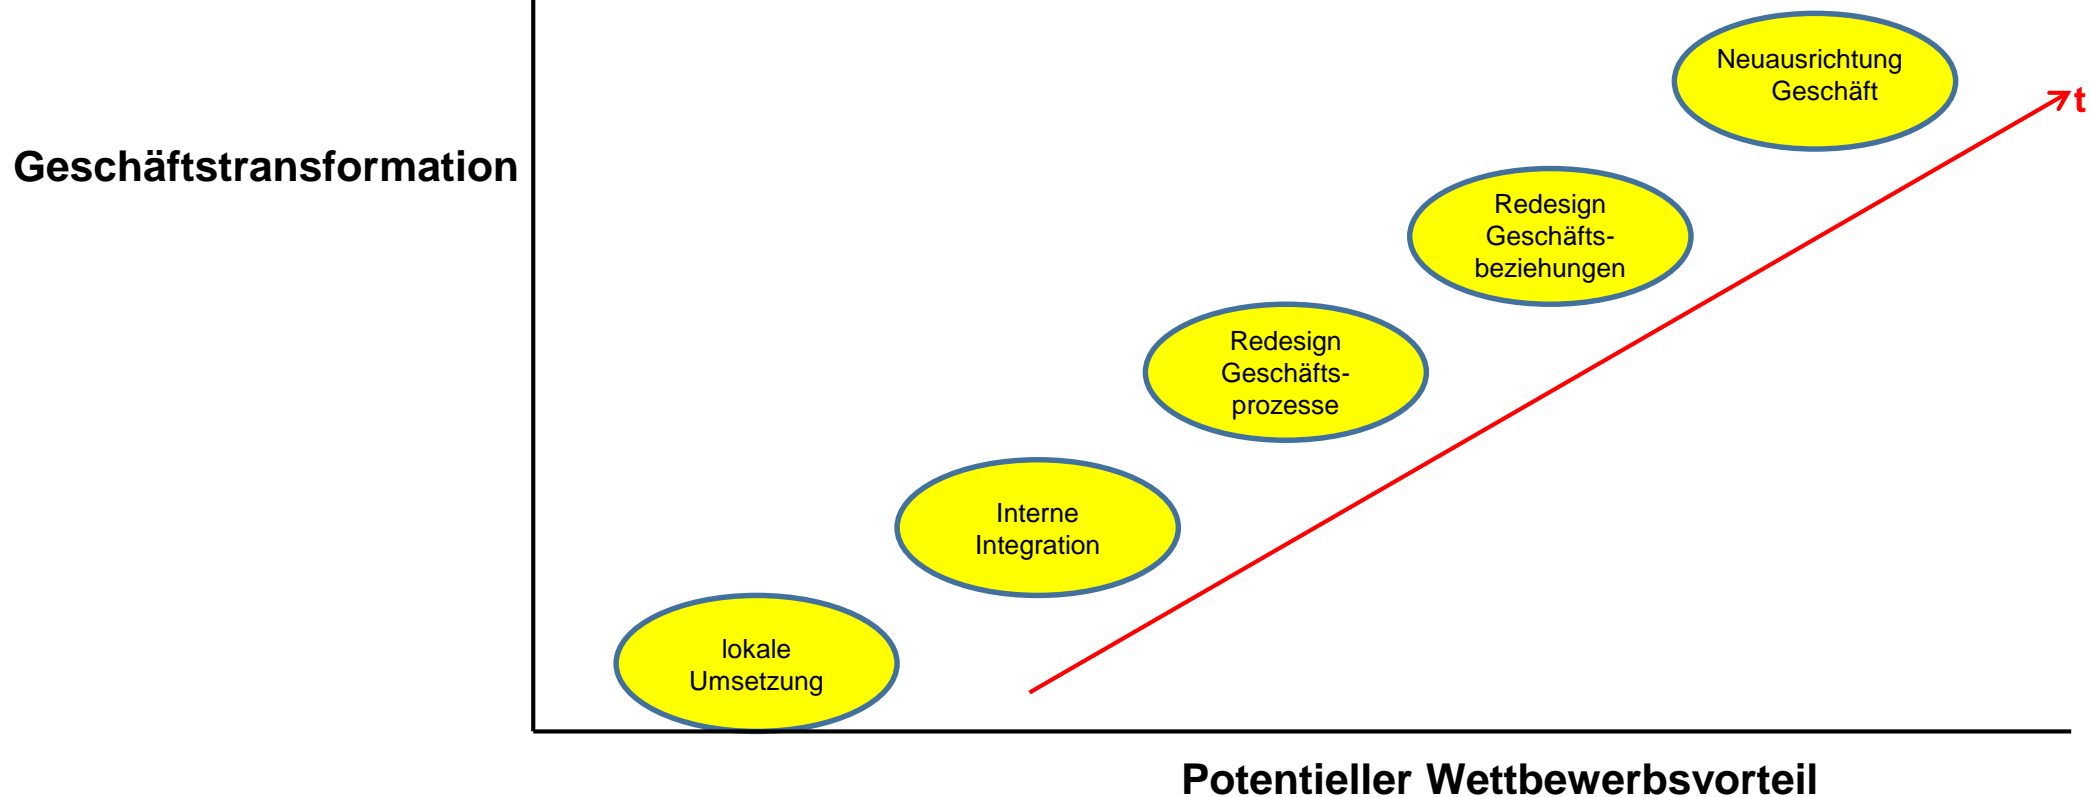 Neuausrichtung
Geschäft
t
Geschäftstransformation
Redesign
Geschäfts-
beziehungen
Redesign
Geschäfts-
prozesse
Interne
Integration
lokale
Umsetzung
Potentieller Wettbewerbsvorteil